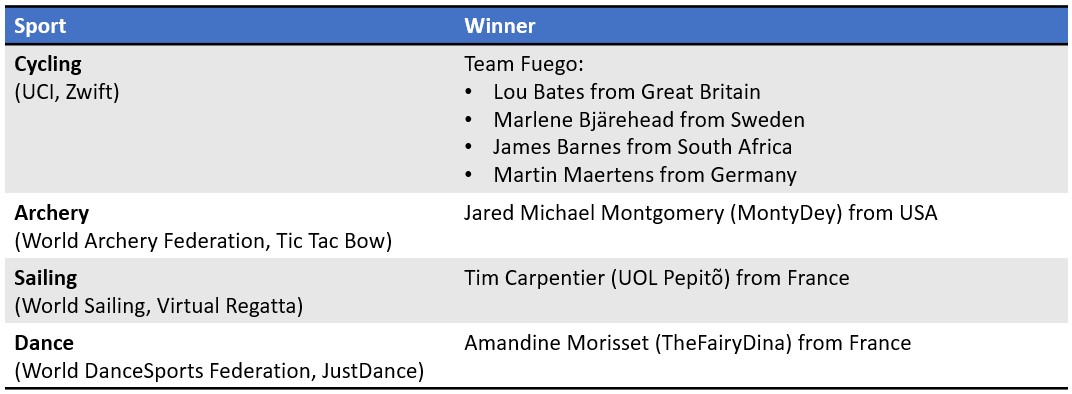 Sport Winner
Cycling Team Fuego:
(UCI, Zwift) • Lou Bates from Great Britain
• Marlene Bjärehead from Sweden
• James Barnes from South Africa
• Martin Maertens from Germany
Archery Jared Michael Montgomery (MontyDey) from USA
(World Archery Federation, Tic Tac Bow)
Sailing Tim Carpentier (UOL Pepitõ) from France
(World Sailing, Virtual Regatta)
Dance Amandine Morisset (TheFairyDina) from France
(World DanceSports Federation, JustDance)